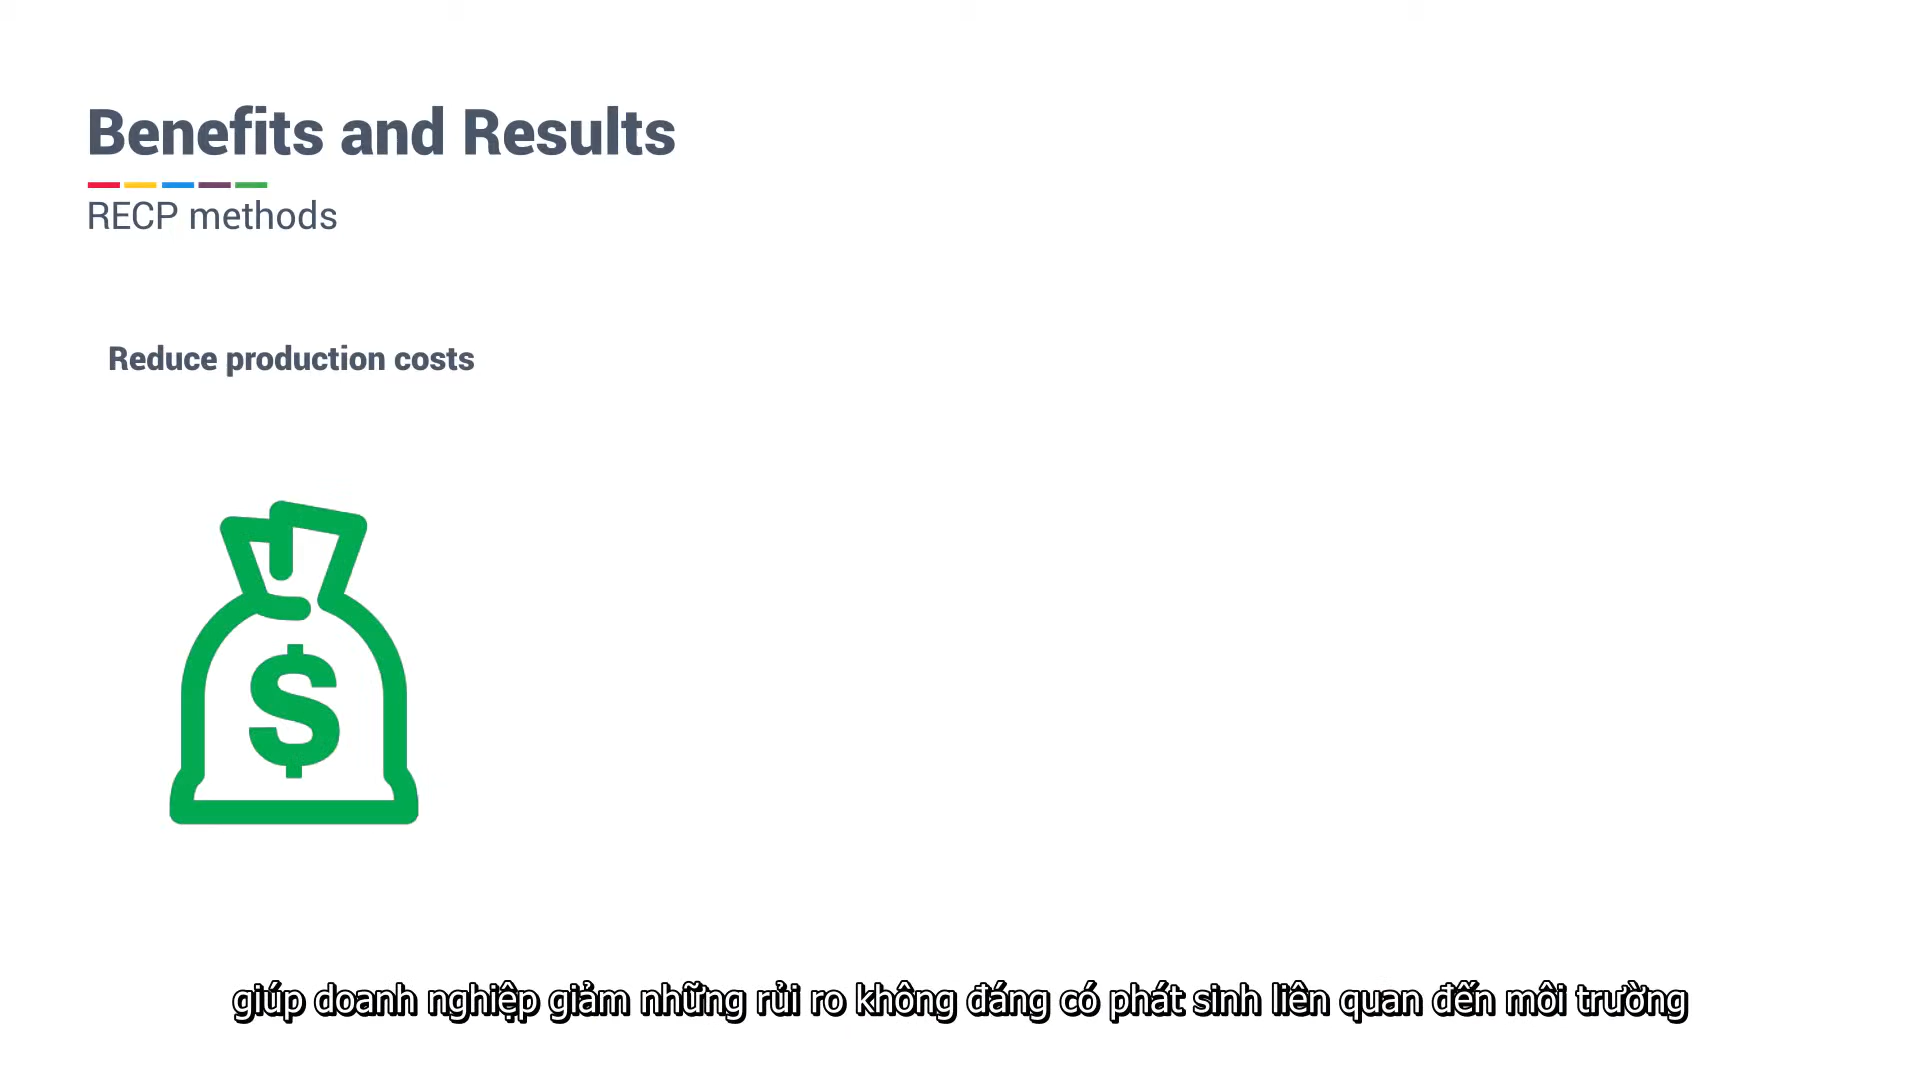 Benefits and Results
RECP methods
Reduce production costs
$
giúp doanh nghiệp giảm những rủi ro không đáng có phát sinh liên quan đến môi trường